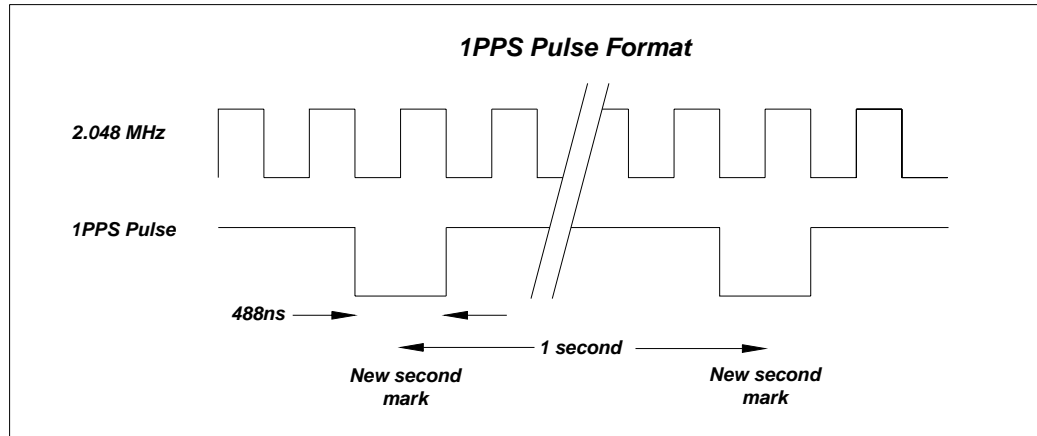 1PPS Pulse Format
2.048 MHz
1PPS Pulse
488ns
1 second
New second
mark
New second
mark